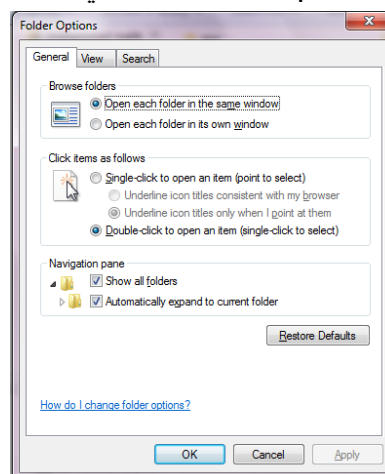 Folder Options
General View Search
Browse folders
Open each folder in the same window
Open each folder in its own window
Click items as follows
Single-click to open an item (point to select)
Underline icon titles consistent with my browser
Underline icon titles only when I point at them
Double-click to open an item (single-click to select)
Navigation pane
Show all folders
Automatically expand to current folder
Restore Defaults
How do I change folder options?
OK Cancel Apply